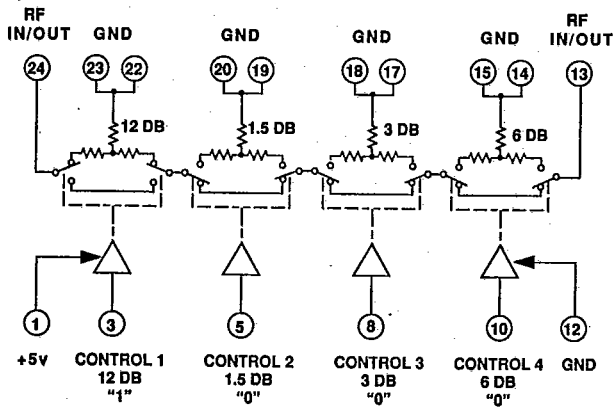 RF
IN/OUT
GND
GND
GND
GND
RF
IN/OUT
24
23
22
20
19
18
17
15
14
13
12 DB
1.5 DB
3 DB
6 DB
1
3
5
8
10
12
+5v
CONTROL 1
12 DB
"1"
CONTROL 2
1.5 DB
"0"
CONTROL 3
3 DB
"0"
CONTROL 4
6 DB
"0"
GND